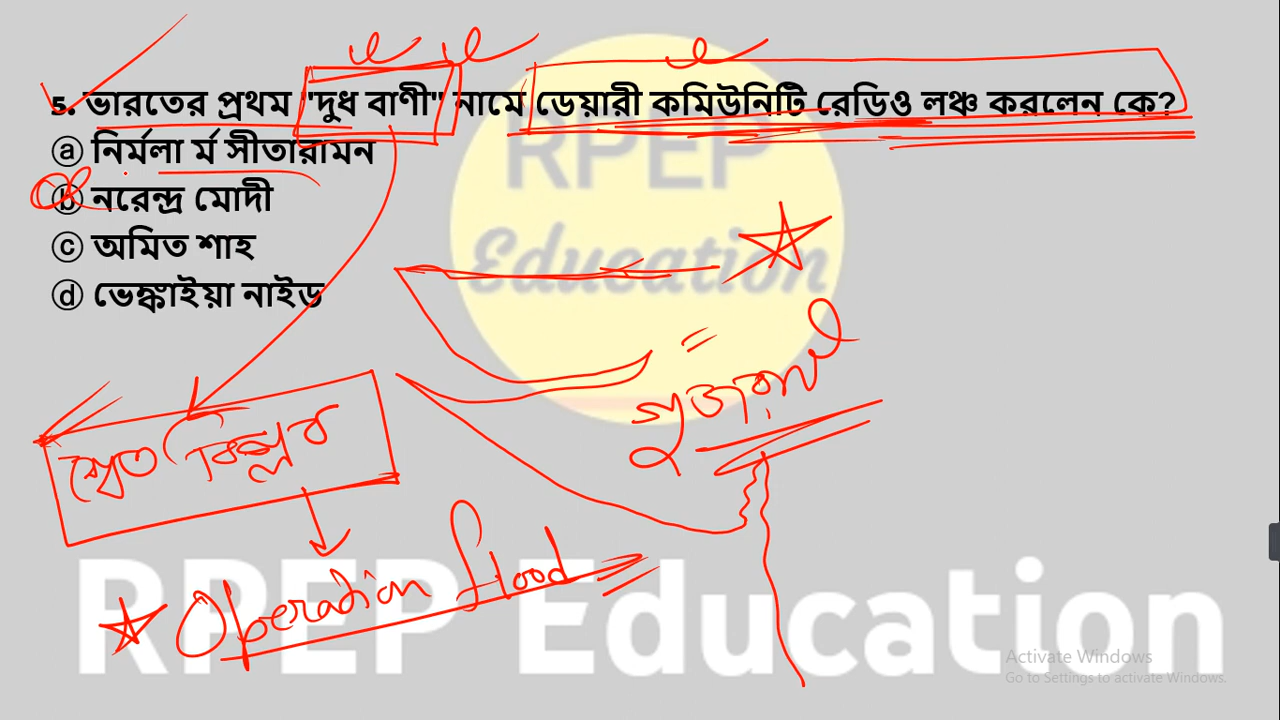 5. ভারতের প্রথম "দুধ বাণী" নামে ডেয়ারী কমিউনিটি রেডিও লঞ্চ করলেন কে?
ⓐ নির্মলা র্ম সীতারামন
ⓑ নরেন্দ্র মোদী
ⓒ অমিত শাহ
ⓓ ভেঙ্কাইয়া নাইডু
RPEP
Education
= গুজরাত
শ্বেত বিপ্লব
Operation flood
RPEP Education
Activate Windows
Go to Settings to activate Windows.